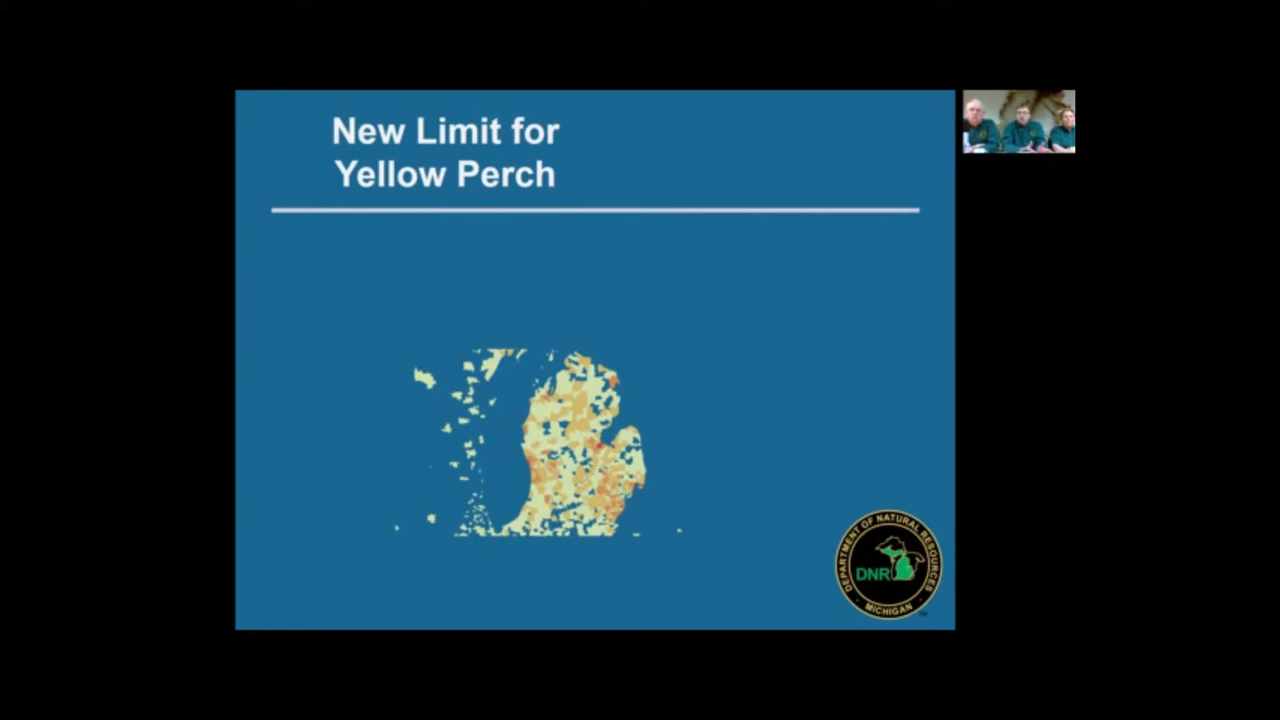 New Limit for
Yellow Perch
DEPARTMENT OF NATURAL RESOURCES
DNR
MICHIGAN